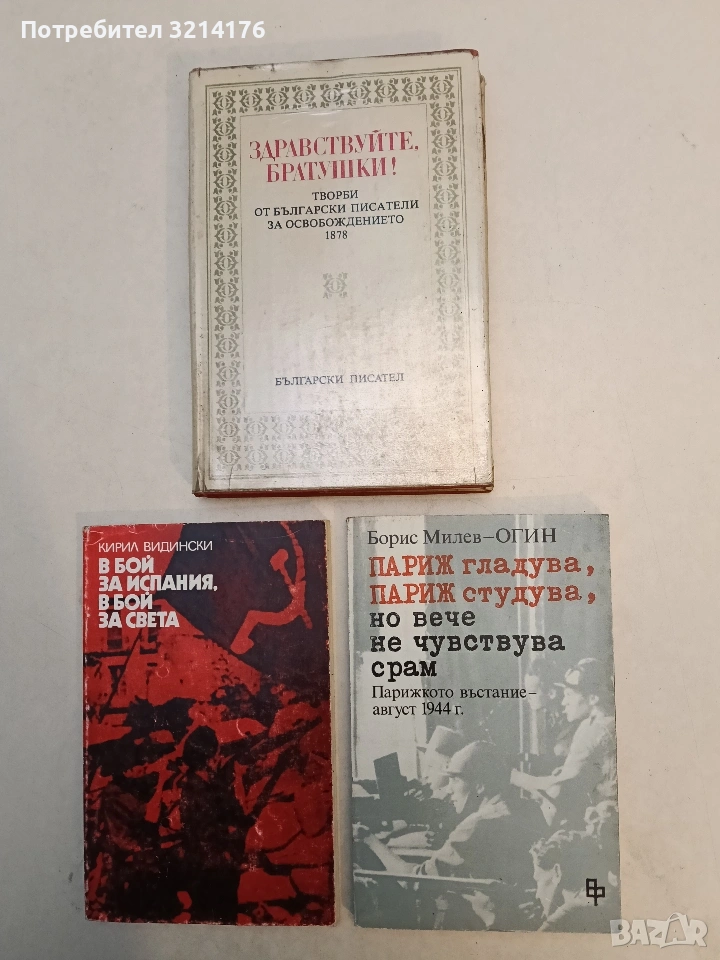 Потребител 3214176
ЗДРАВСТВУЙТЕ,
БРАТУШКИ!
ТВОРБИ
ОТ БЪЛГАРСКИ ПИСАТЕЛИ
ЗА ОСВОБОЖДЕНИЕТО
1878
БЪЛГАРСКИ ПИСАТЕЛ
КИРИЛ ВИДИНСКИ
В БОЙ
ЗА ИСПАНИЯ,
В БОЙ
ЗА СВЕТА
Борис Милев–ОГИН
ПАРИЖ гладува,
ПАРИЖ студува,
но вече
не чувствува
срам
Парижкото въстание–
август 1944 г.
BAZAR